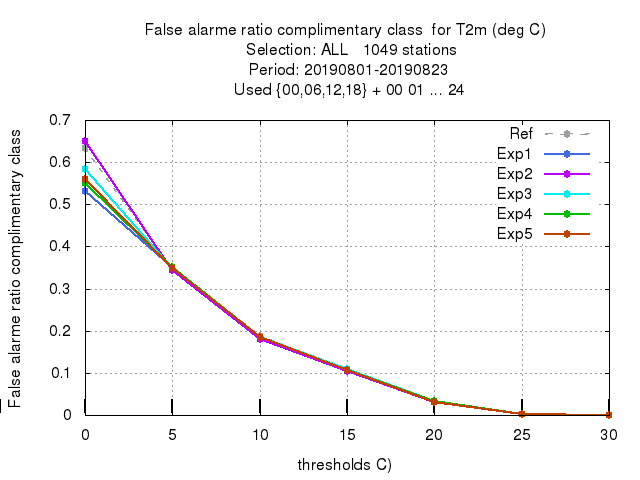 False alarme ratio complimentary class  for T2m (deg C)
Selection: ALL   1049 stations
Period: 20190801-20190823
Used {00,06,12,18} + 00 01 ... 24
False alarme ratio complimentary class
0.7
0.6
0.5
0.4
0.3
0.2
0.1
0
Ref
Exp1
Exp2
Exp3
Exp4
Exp5
0 5 10 15 20 25 30
thresholds C)